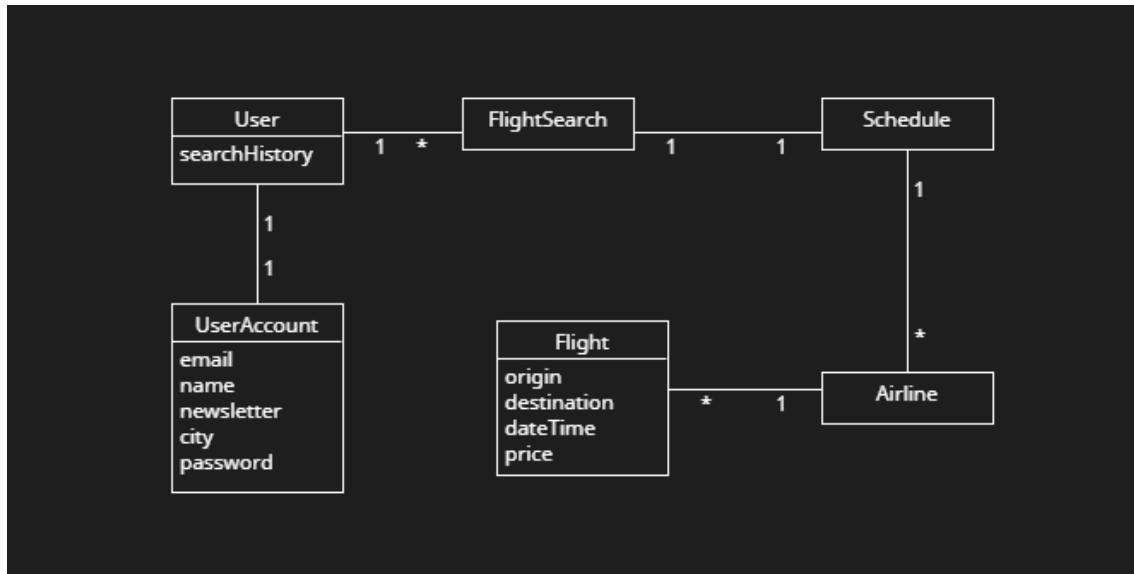 User
searchHistory
1 *
FlightSearch
1 1
Schedule
1
*
1
1
UserAccount
email
name
newsletter
city
password
Flight
origin
destination
dateTime
price
* 1
Airline